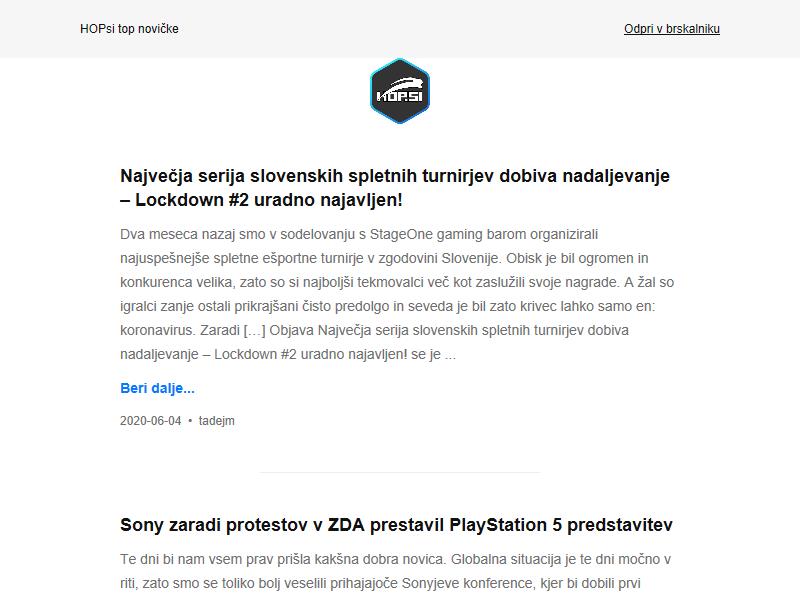 HOPsi top novičke
Odpri v brskalniku
HOP.SI
Največja serija slovenskih spletnih turnirjev dobiva nadaljevanje
– Lockdown #2 uradno najavljen!
Dva meseca nazaj smo v sodelovanju s StageOne gaming barom organizirali
najuspešnejše spletne ešportne turnirje v zgodovini Slovenije. Obisk je bil ogromen in
konkurenca velika, zato so si najboljši tekmovalci več kot zaslužili svoje nagrade. A žal so
igralci zanje ostali prikrajšani čisto predolgo in seveda je bil zato krivec lahko samo en:
koronavirus. Zaradi […] Objava Največja serija slovenskih spletnih turnirjev dobiva
nadaljevanje – Lockdown #2 uradno najavljen! se je ...
Beri dalje...
2020-06-04 • tadejm
Sony zaradi protestov v ZDA prestavil PlayStation 5 predstavitev
Te dni bi nam vsem prav prišla kakšna dobra novica. Globalna situacija je te dni močno v
riti, zato smo se toliko bolj veselili prihajajoče Sonyjeve konference, kjer bi dobili prvi